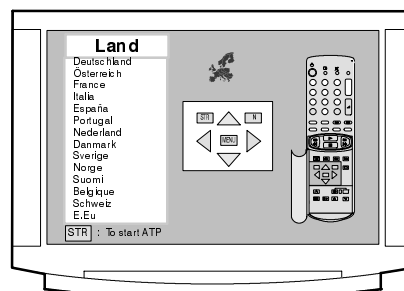 Land
Deutschland
Österreich
France
Italia
España
Portugal
Nederland
Danmark
Sverige
Norge
Suomi
Belgique
Schweiz
E.Eu
STR : To start ATP
STR
N
MENU